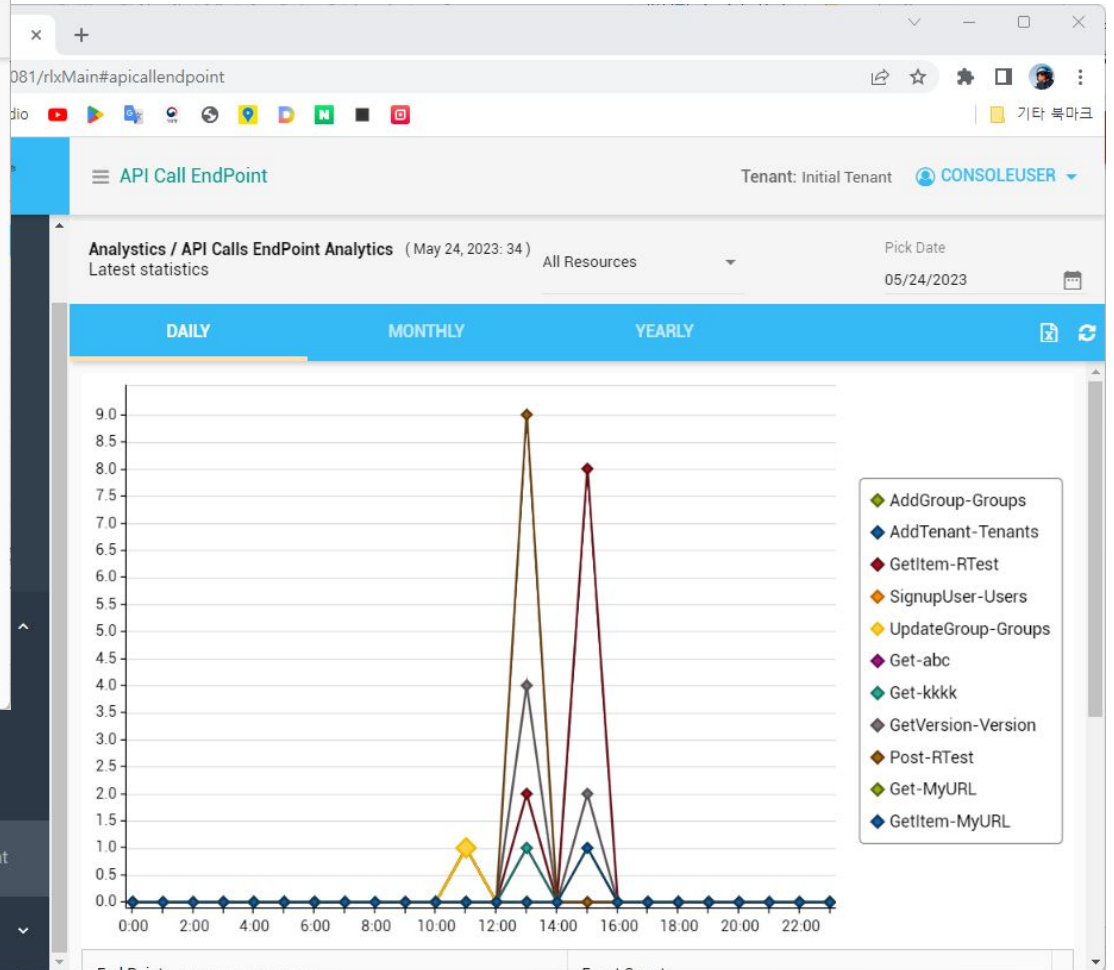 081/rlxMain#apicallendpoint
dio
기타 북마크
API Call EndPoint
Tenant: Initial Tenant
CONSOLEUSER
Analystics / API Calls EndPoint Analytics ( May 24, 2023: 34 )
Latest statistics
All Resources
Pick Date
05/24/2023
DAILY
MONTHLY
YEARLY
9.0
8.5
8.0
7.5
7.0
6.5
6.0
5.5
5.0
4.5
4.0
3.5
3.0
2.5
2.0
1.5
1.0
0.5
0.0
0:00 2:00 4:00 6:00 8:00 10:00 12:00 14:00 16:00 18:00 20:00 22:00
AddGroup-Groups
AddTenant-Tenants
GetItem-RTest
SignupUser-Users
UpdateGroup-Groups
Get-abc
Get-kkkk
GetVersion-Version
Post-RTest
Get-MyURL
GetItem-MyURL
nt